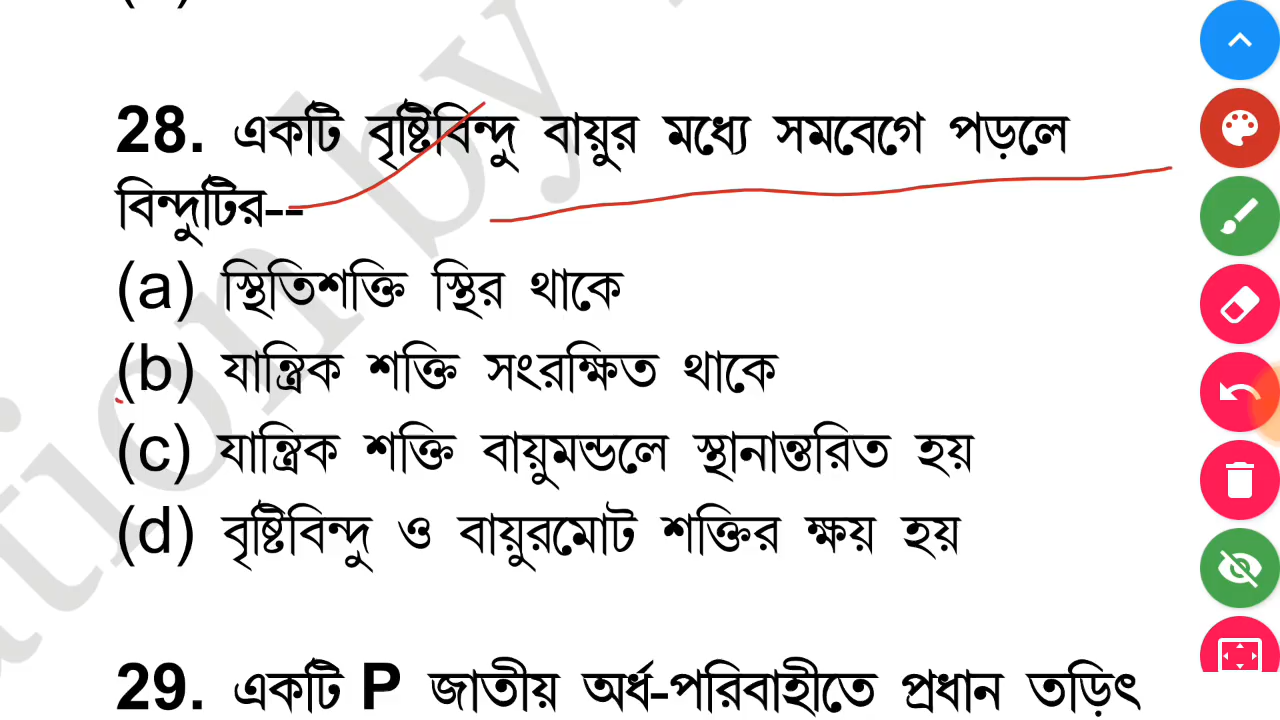 28. একটি বৃষ্টিবিন্দু বায়ুর মধ্যে সমবেগে পড়লে
বিন্দুটির--
(a) স্থিতিশক্তি স্থির থাকে
(b) যান্ত্রিক শক্তি সংরক্ষিত থাকে
(c) যান্ত্রিক শক্তি বায়ুমন্ডলে স্থানান্তরিত হয়
(d) বৃষ্টিবিন্দু ও বায়ুরমোট শক্তির ক্ষয় হয়
29. একটি P জাতীয় অর্ধ-পরিবাহীতে প্রধান তড়িৎ